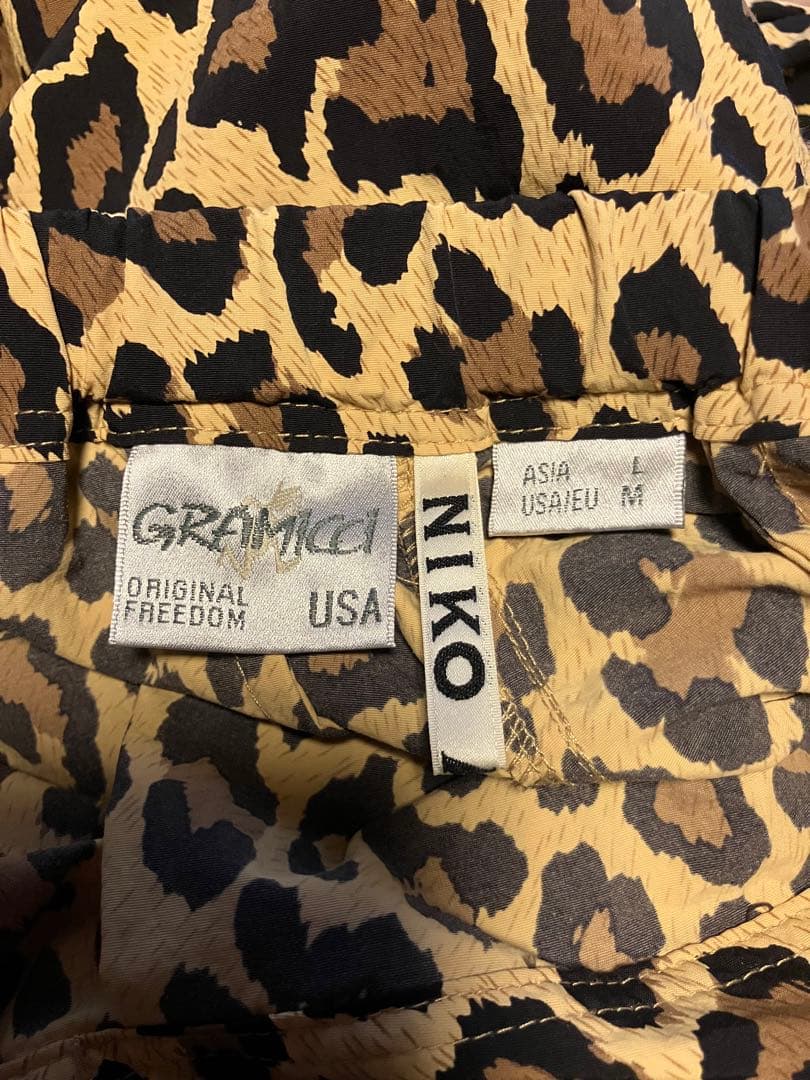 GRAMICCI
ORIGINAL
FREEDOM
USA
NIKO
ASIA L
USA/EU M